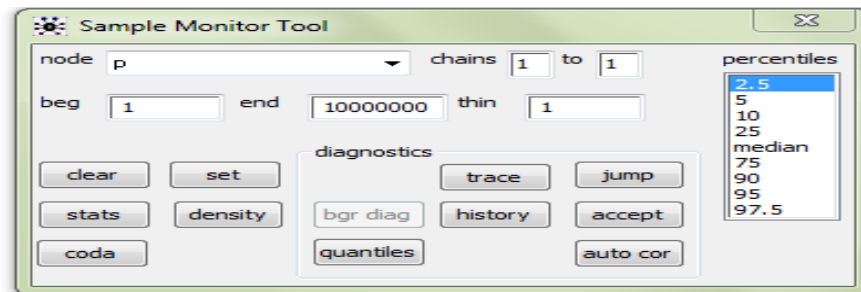 Sample Monitor Tool
node p chains 1 to 1 percentiles
beg 1 end 10000000 thin 1
2.5
5
10
25
median
75
90
95
97.5
diagnostics
clear set trace jump
stats density bgr diag history accept
coda quantiles auto cor